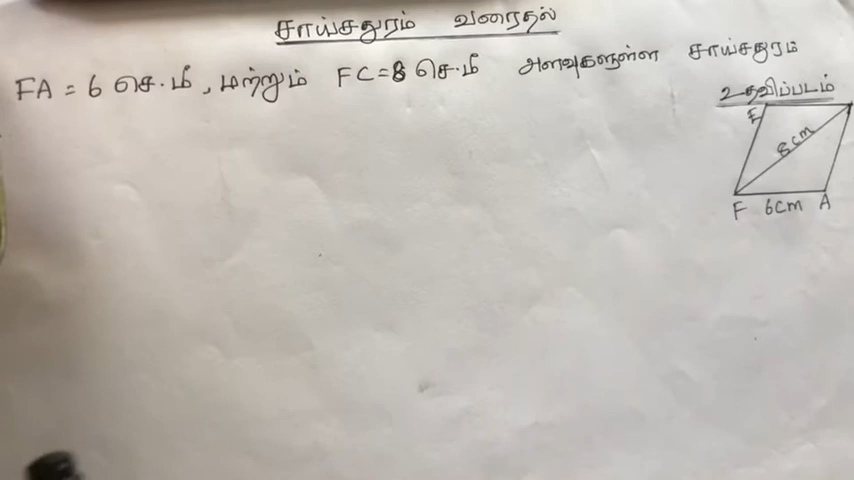 சாய்சதுரம் வரைதல்
FA = 6 செ.மீ, மற்றும் FC = 8 செ.மீ அளவுகளுள்ள சாய்சதுரம்
உதவிப்படம்
E
8cm
F 6cm A